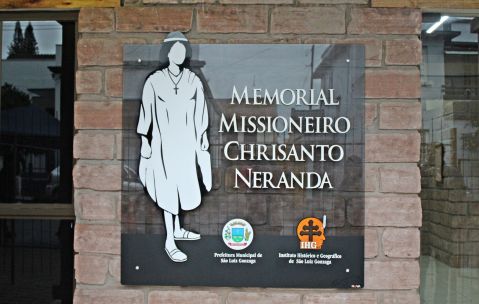 MEMORIAL
MISSIONEIRO
CHRISANTO
NERANDA
Prefeitura Municipal de
São Luiz Gonzaga
IHG
Instituto Histórico e Geográfico
de São Luiz Gonzaga